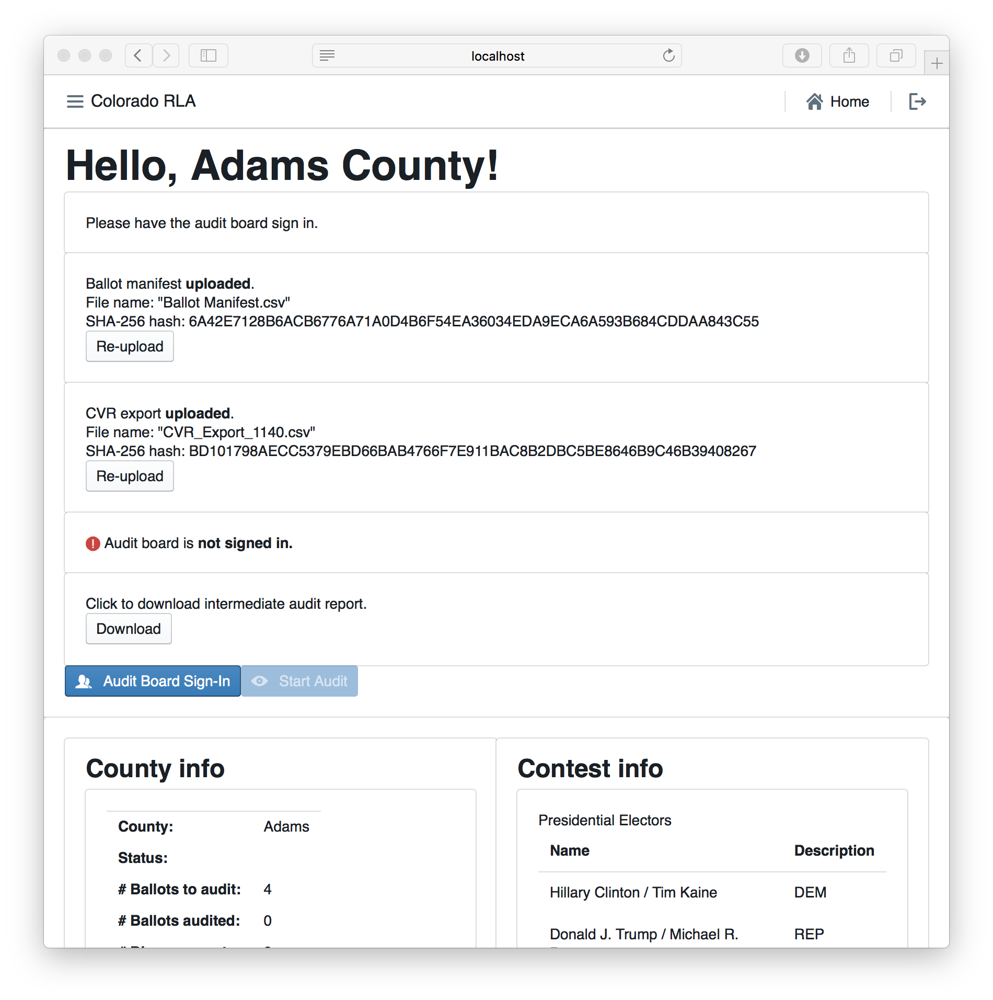 localhost
Colorado RLA
Home
Hello, Adams County!
Please have the audit board sign in.
Ballot manifest uploaded.
File name: "Ballot Manifest.csv"
SHA-256 hash: 6A42E7128B6ACB6776A71A0D4B6F54EA36034EDA9ECA6A593B684CDDAA843C55
Re-upload
CVR export uploaded.
File name: "CVR_Export_1140.csv"
SHA-256 hash: BD101798AECC5379EBD66BAB4766F7E911BAC8B2DBC5BE8646B9C46B39408267
Re-upload
Audit board is not signed in.
Click to download intermediate audit report.
Download
Audit Board Sign-In Start Audit
County info
County: Adams
Status:
# Ballots to audit: 4
# Ballots audited: 0
Contest info
Presidential Electors
Name Description
Hillary Clinton / Tim Kaine DEM
Donald J. Trump / Michael R. REP